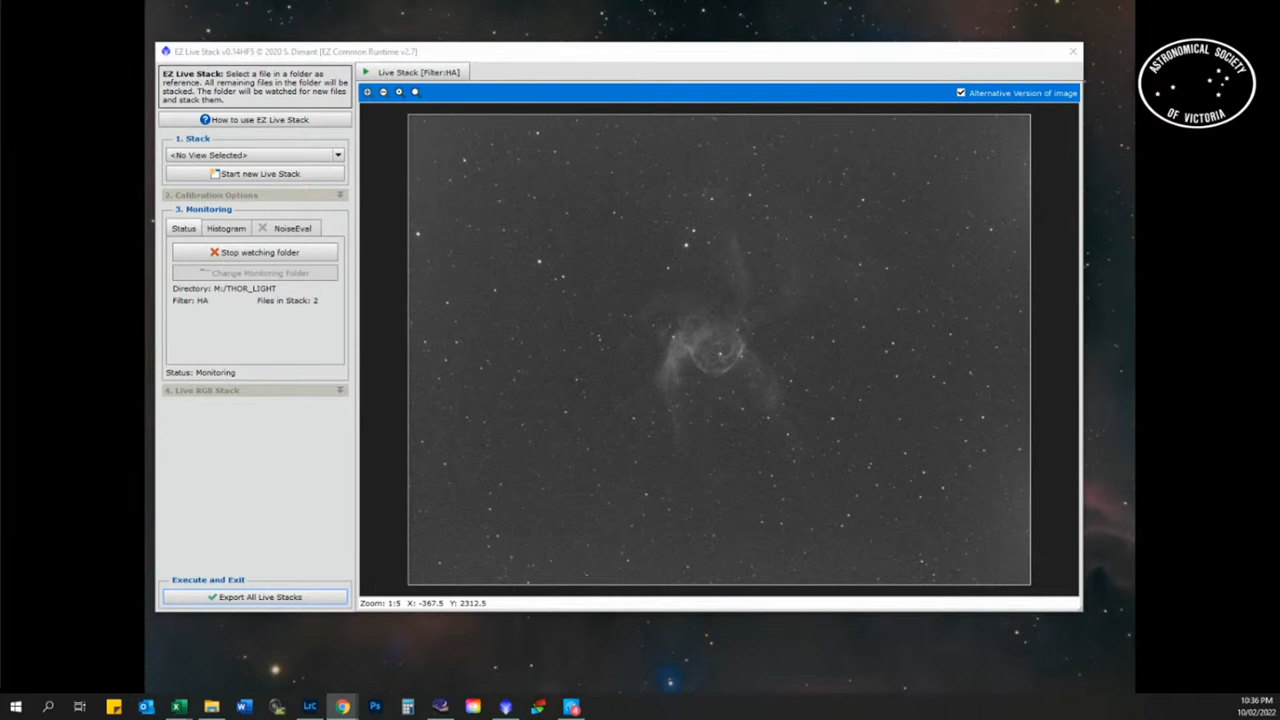 EZ Live Stack v0.14HF5 © 2020 S. Dimant [EZ Common Runtime v2.7]
EZ Live Stack: Select a file in a folder as
reference. All remaining files in the folder will be
stacked. The folder will be watched for new files
and stack them.
How to use EZ Live Stack
1. Stack
<No View Selected>
Start new Live Stack
2. Calibration Options
3. Monitoring
Status Histogram NoiseEval
Stop watching folder
Change Monitoring Folder
Directory: M:/THOR_LIGHT
Filter: HA Files in Stack: 2
Status: Monitoring
4. Live RGB Stack
Execute and Exit
Export All Live Stacks
Live Stack [Filter:HA]
Alternative Version of image
Zoom: 1:5 X: -367.5 Y: 2312.5
ASTRONOMICAL SOCIETY
OF VICTORIA
LrC
Ps
4
10:36 PM
10/02/2022